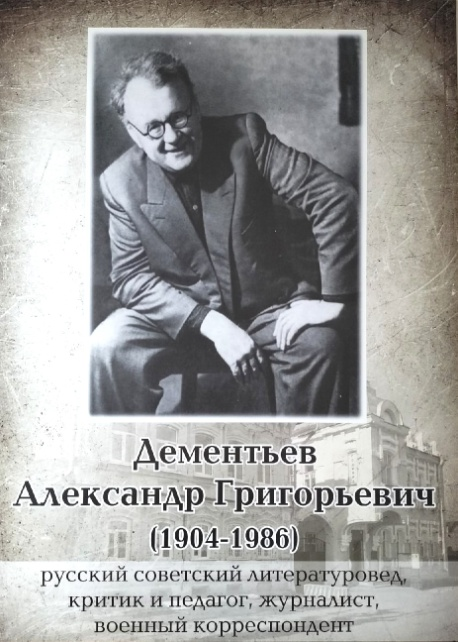 Дементьев
Александр Григорьевич
(1904-1986)
русский советский литературовед,
критик и педагог, журналист,
военный корреспондент